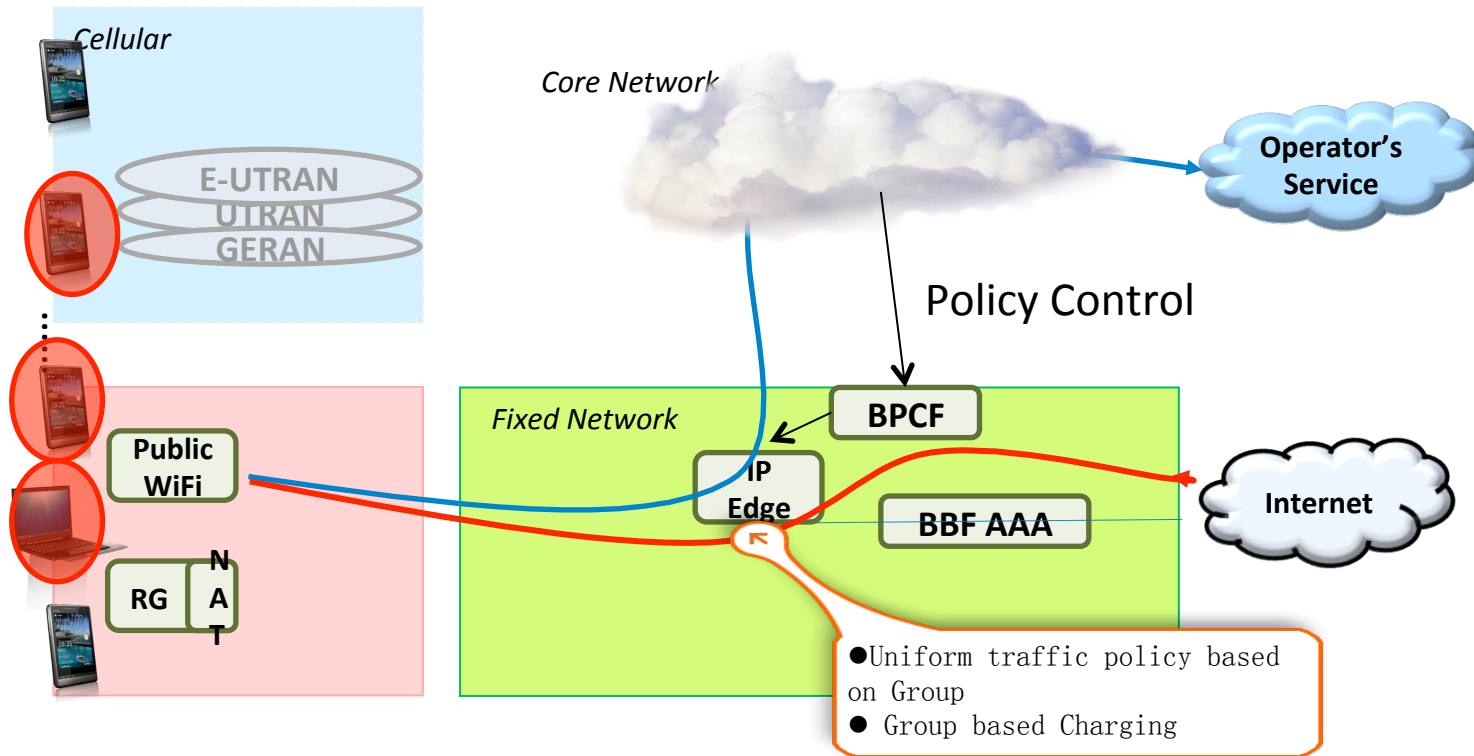 Cellular
Core Network
Operator's
Service
E-UTRAN
UTRAN
GERAN
Policy Control
Fixed Network
BPCF
Public
WiFi
IP
Edge
BBF AAA
Internet
RG
N
A
T
●Uniform traffic policy based
on Group
● Group based Charging